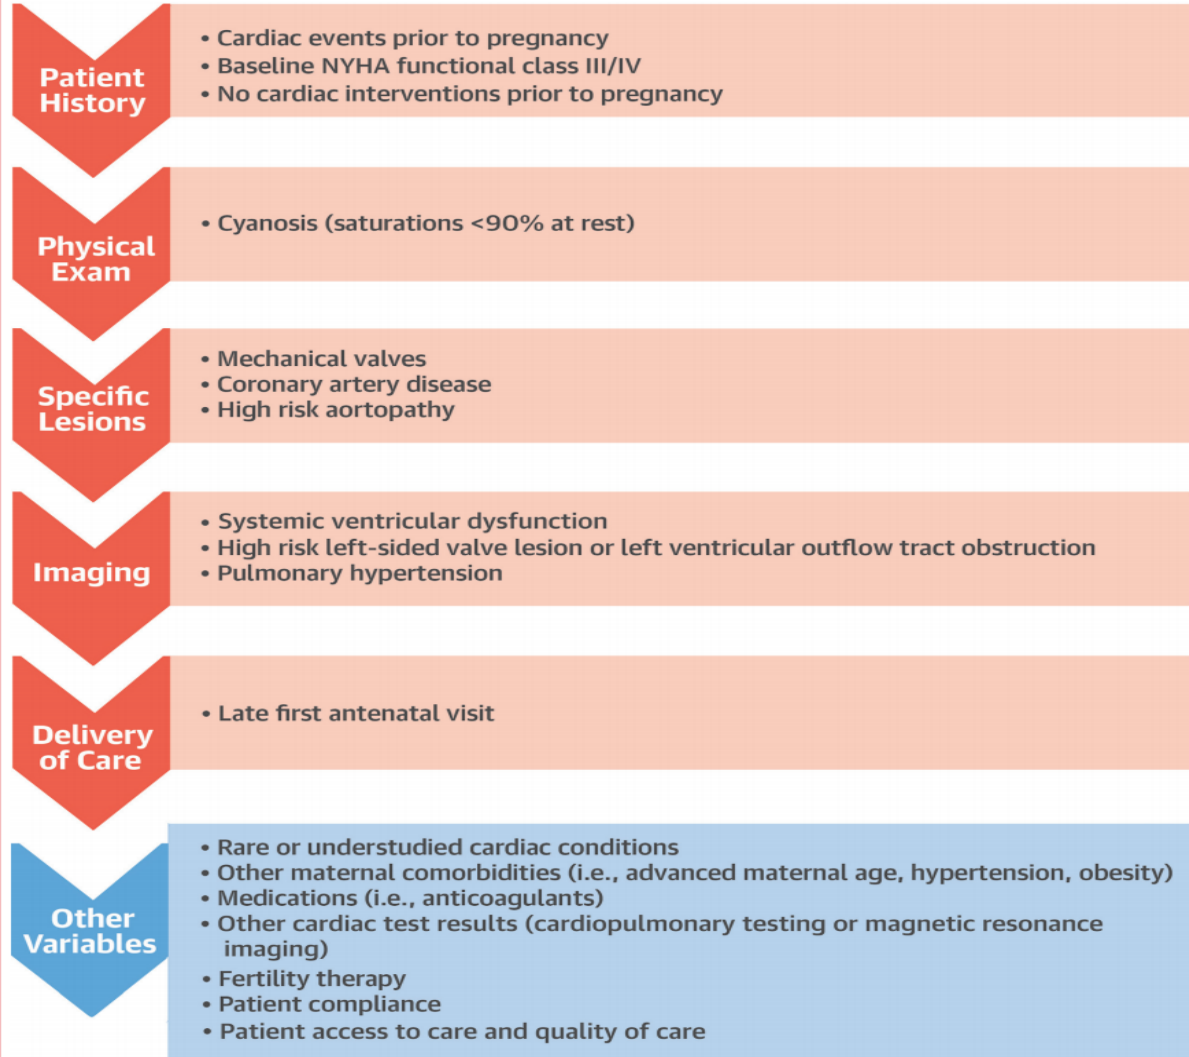 Patient
History
• Cardiac events prior to pregnancy
• Baseline NYHA functional class III/IV
• No cardiac interventions prior to pregnancy
Physical
Exam
• Cyanosis (saturations <90% at rest)
Specific
Lesions
• Mechanical valves
• Coronary artery disease
• High risk aortopathy
Imaging
• Systemic ventricular dysfunction
• High risk left-sided valve lesion or left ventricular outflow tract obstruction
• Pulmonary hypertension
Delivery
of Care
• Late first antenatal visit
Other
Variables
• Rare or understudied cardiac conditions
• Other maternal comorbidities (i.e., advanced maternal age, hypertension, obesity)
• Medications (i.e., anticoagulants)
• Other cardiac test results (cardiopulmonary testing or magnetic resonance
imaging)
• Fertility therapy
• Patient compliance
• Patient access to care and quality of care